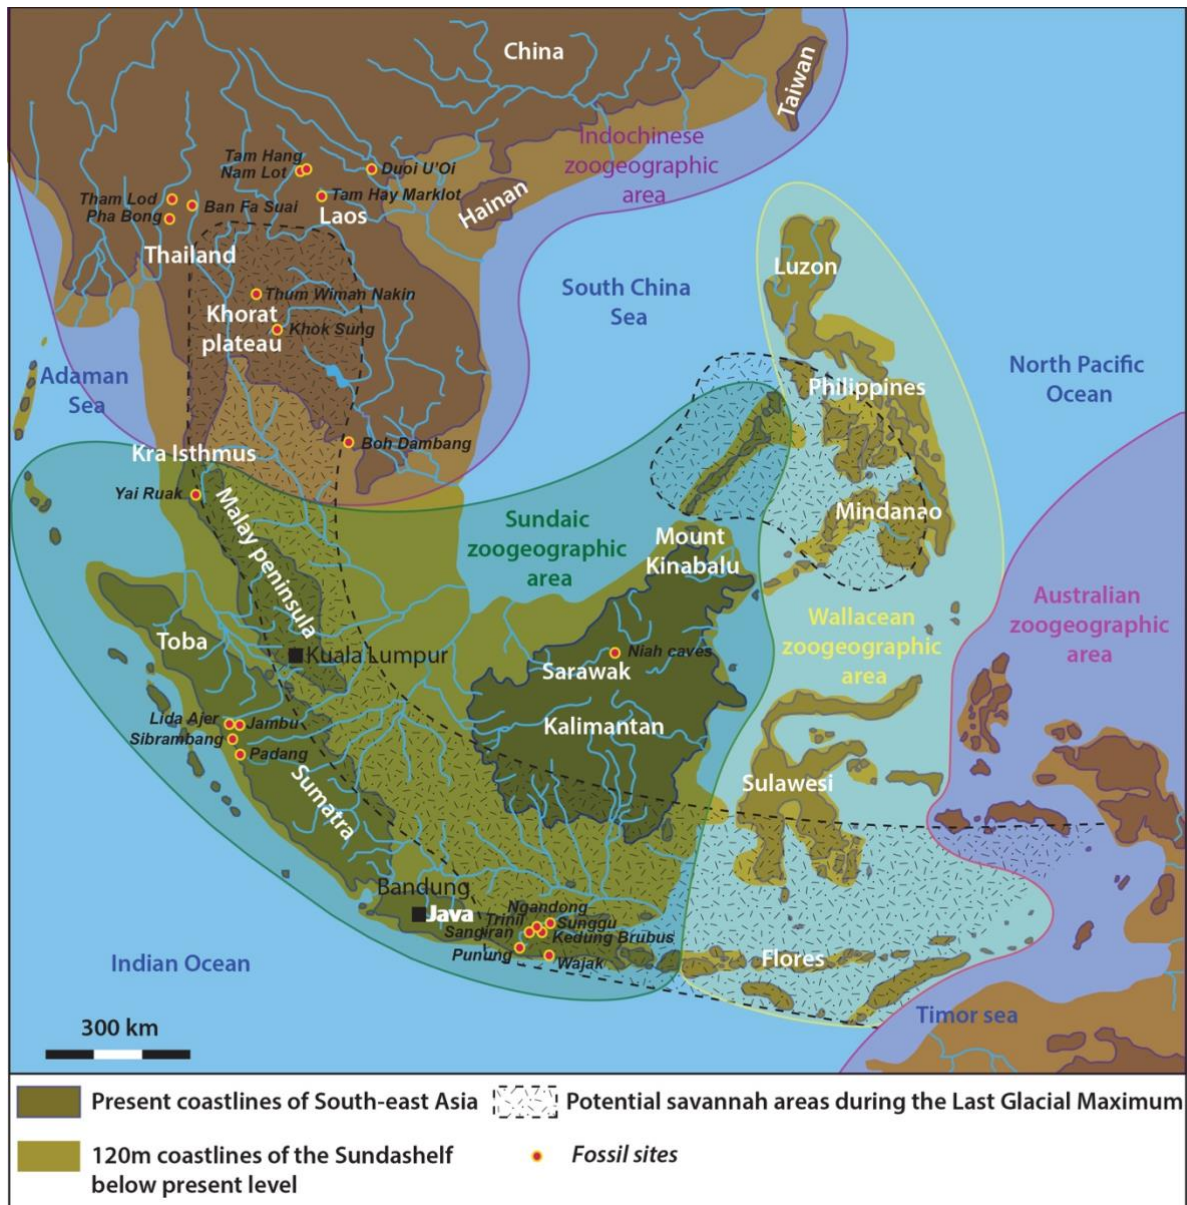 China
Taiwan
Indochinese
zoogeographic
area
Tam Hang
Nam Lot
Duoi U'Oi
Tham Lod
Pha Bong
Ban Fa Suai
Tam Hay Marklot
Laos
Hainan
Thailand
Luzon
Thum Wiman Nakin
Khorat
plateau
Khok Sung
South China
Sea
Adaman
Sea
North Pacific
Ocean
Philippines
Kra Isthmus
Boh Dambang
Yai Ruak
Malay peninsula
Sundaic
zoogeographic
area
Mount
Kinabalu
Mindanao
Australian
zoogeographic
area
Wallacean
zoogeographic
area
Toba
Kuala Lumpur
Niah caves
Sarawak
Kalimantan
Lida Ajer
Jambu
Sibrambang
Padang
Sumatra
Sulawesi
Bandung
Java
Ngandong
Trinil
Sunggu
Sangiran
Kedung Brubus
Punung
Wajak
Flores
Indian Ocean
Timor sea
300 km
Present coastlines of South-east Asia
Potential savannah areas during the Last Glacial Maximum
120m coastlines of the Sundashelf
below present level
Fossil sites